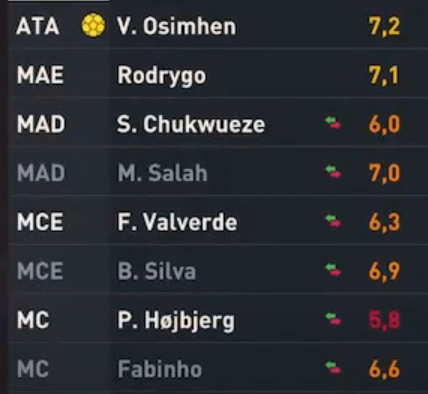 ATA V. Osimhen 7,2
MAE Rodrygo 7,1
MAD S. Chukwueze 6,0
MAD M. Salah 7,0
MCE F. Valverde 6,3
MCE B. Silva 6,9
MC P. Højbjerg 5,8
MC Fabinho 6,6